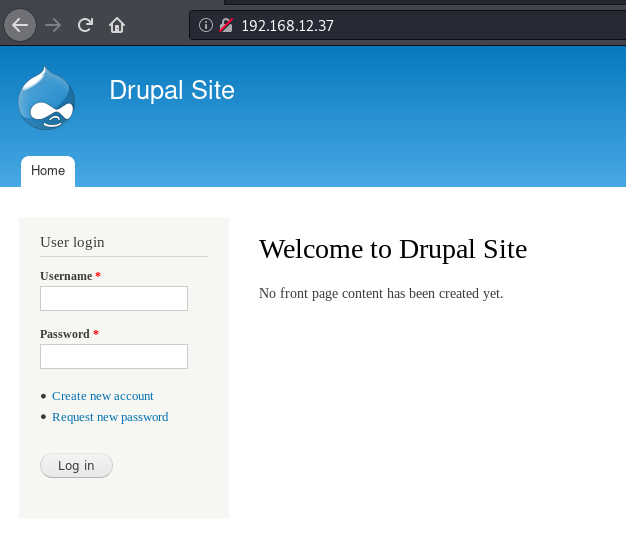 192.168.12.37
Drupal Site
Home
User login
Username *
Password *
Create new account
Request new password
Log in
Welcome to Drupal Site
No front page content has been created yet.